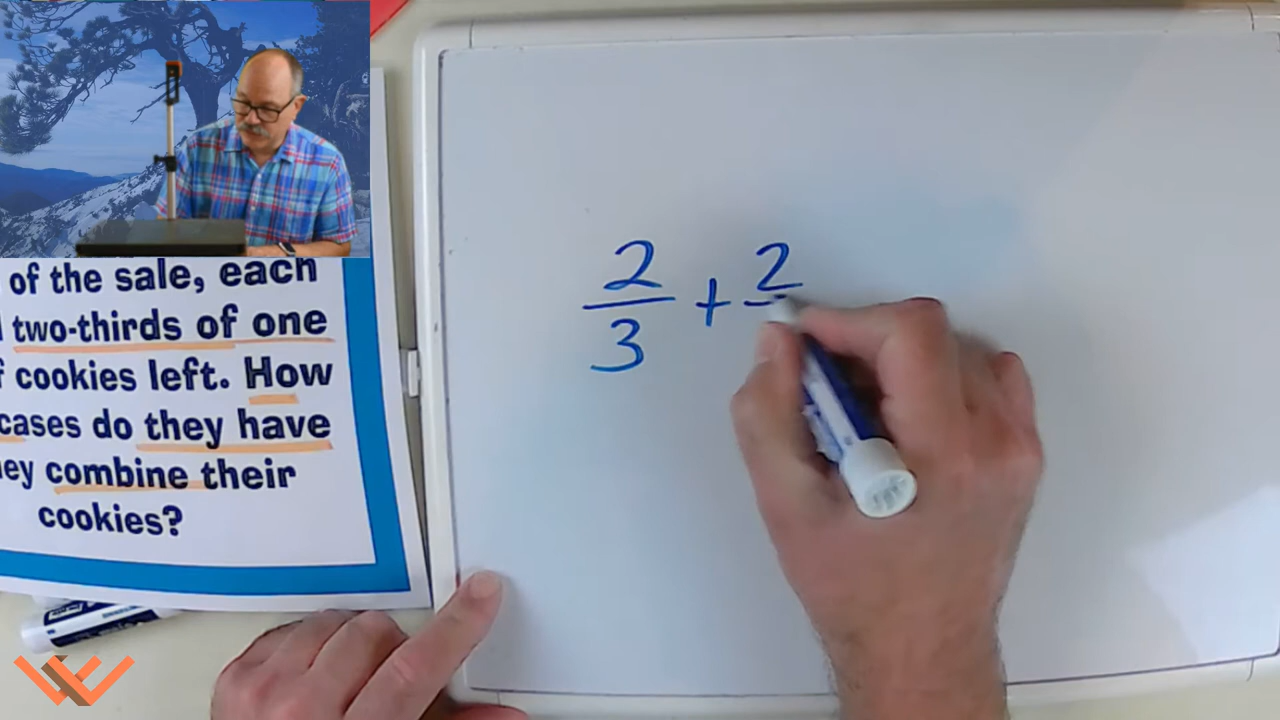 of the sale, each
two-thirds of one
cookies left. How
cases do they have
combine their
cookies?
2 + 2
3